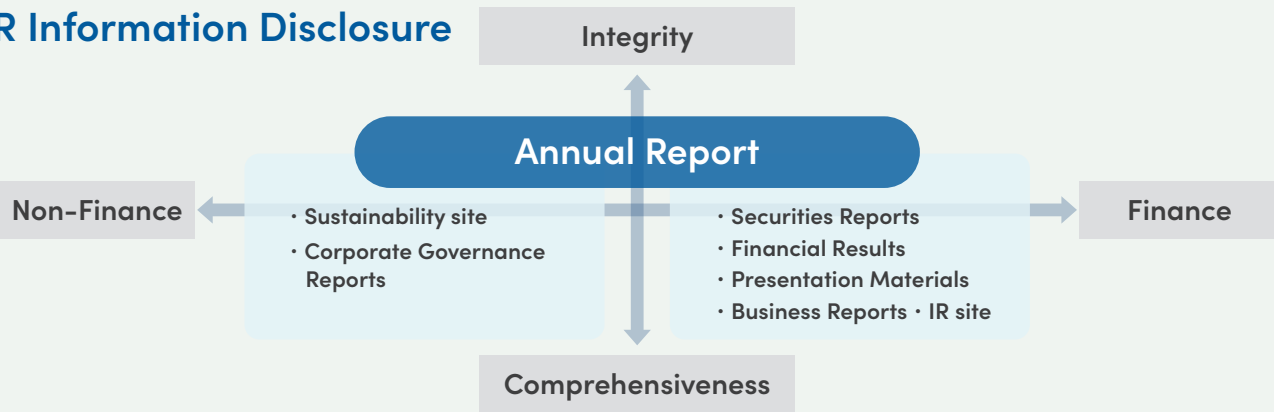 R Information Disclosure
Integrity
Annual Report
Non-Finance
Finance
・Sustainability site
・Corporate Governance
Reports
・Securities Reports
・Financial Results
・Presentation Materials
・Business Reports・IR site
Comprehensiveness